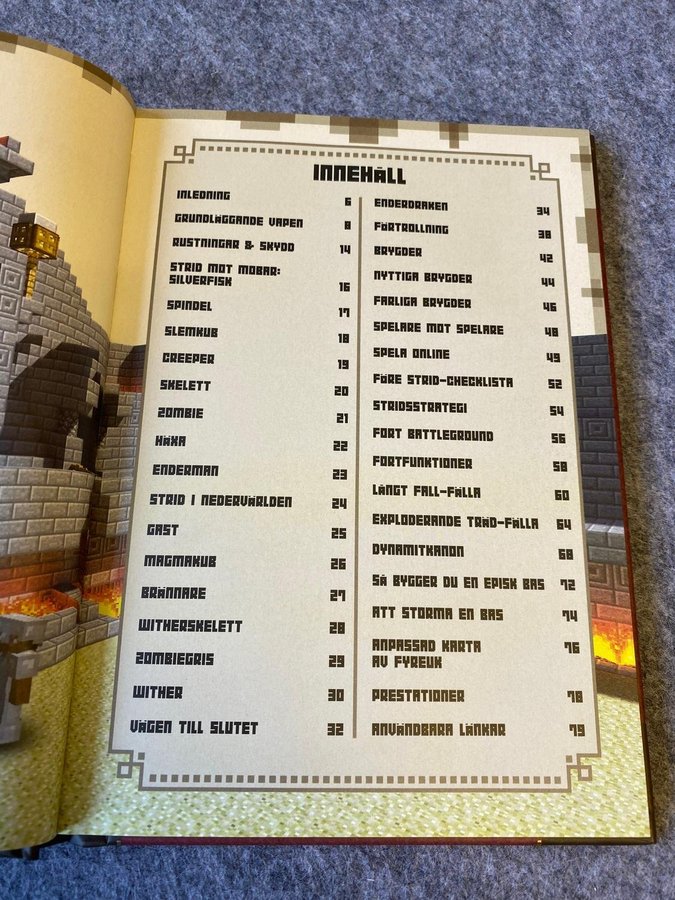 INNEHÅLL
INLEDNING 6
GRUNDLÄGGANDE VAPEN 8
RUSTNINGAR & SKYDD 14
STRID MOT MOBAR:
SILVERFISK 16
SPINDEL 17
SLEMKUB 18
CREEPER 19
SKELETT 20
ZOMBIE 21
HÄXA 22
ENDERMAN 23
STRID I NEDERVÄRLDEN 24
GAST 25
MAGMAKUB 26
BRÄNNARE 27
WITHERSKELETT 28
ZOMBIEGRIS 29
WITHER 30
VÄGEN TILL SLUTET 32
ENDERDRAKEN 34
FÖRTROLLNING 38
BRYGDER 42
NYTTIGA BRYGDER 44
FARLIGA BRYGDER 46
SPELARE MOT SPELARE 48
SPELA ONLINE 49
FÖRE STRID-CHECKLISTA 52
STRIDSSTRATEGI 54
FORT BATTLEGROUND 56
FORTFUNKTIONER 58
LÅNGT FALL-FÄLLA 60
EXPLODERANDE TRÄD-FÄLLA 64
DYNAMITKANON 68
SÅ BYGGER DU EN EPISK BAS 72
ATT STORMA EN BAS 74
ANPASSAD KARTA 76
AV FYREUK
PRESTATIONER 78
ANVÄNDBARA LÄNKAR 79